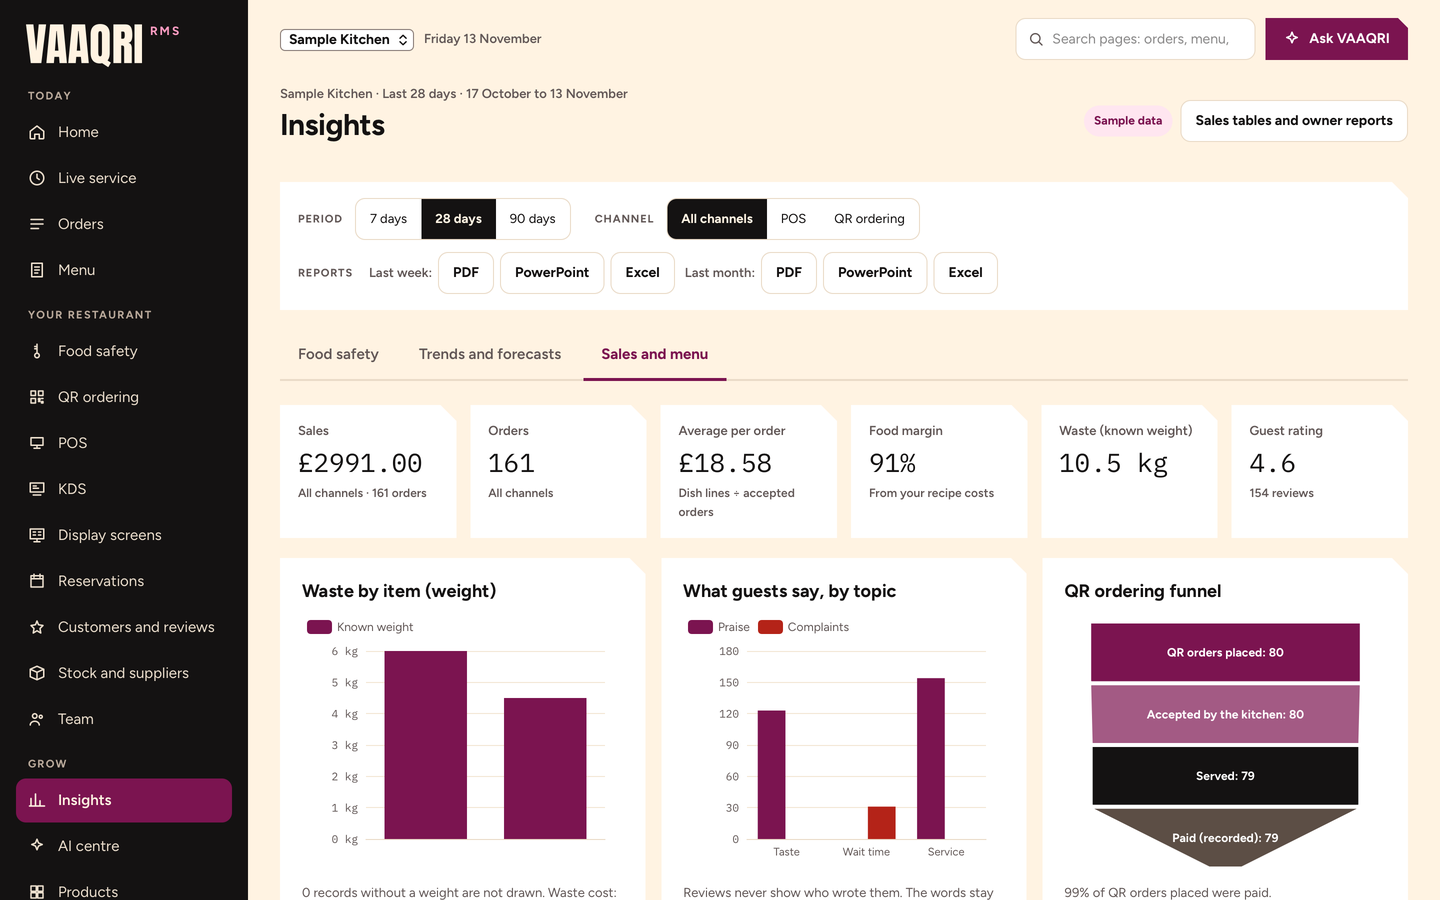 VAAQRI RMS
TODAY
Home
Live service
Orders
Menu
YOUR RESTAURANT
Food safety
QR ordering
POS
KDS
Display screens
Reservations
Customers and reviews
Stock and suppliers
Team
GROW
Insights
AI centre
Products
Sample Kitchen Friday 13 November
Search pages: orders, menu,
Ask VAAQRI
Sample Kitchen · Last 28 days · 17 October to 13 November
Insights
Sample data
Sales tables and owner reports
PERIOD 7 days 28 days 90 days CHANNEL All channels POS QR ordering
REPORTS Last week: PDF PowerPoint Excel Last month: PDF PowerPoint Excel
Food safety Trends and forecasts Sales and menu
Sales
£2991.00
All channels · 161 orders
Orders
161
All channels
Average per order
£18.58
Dish lines ÷ accepted
orders
Food margin
91%
From your recipe costs
Waste (known weight)
10.5 kg
Guest rating
4.6
154 reviews
Waste by item (weight)
Known weight
6 kg
5 kg
4 kg
3 kg
2 kg
1 kg
0 kg
0 records without a weight are not drawn. Waste cost:
What guests say, by topic
Praise Complaints
180
150
120
90
60
30
0
Taste Wait time Service
Reviews never show who wrote them. The words stay
QR ordering funnel
QR orders placed: 80
Accepted by the kitchen: 80
Served: 79
Paid (recorded): 79
99% of QR orders placed were paid.